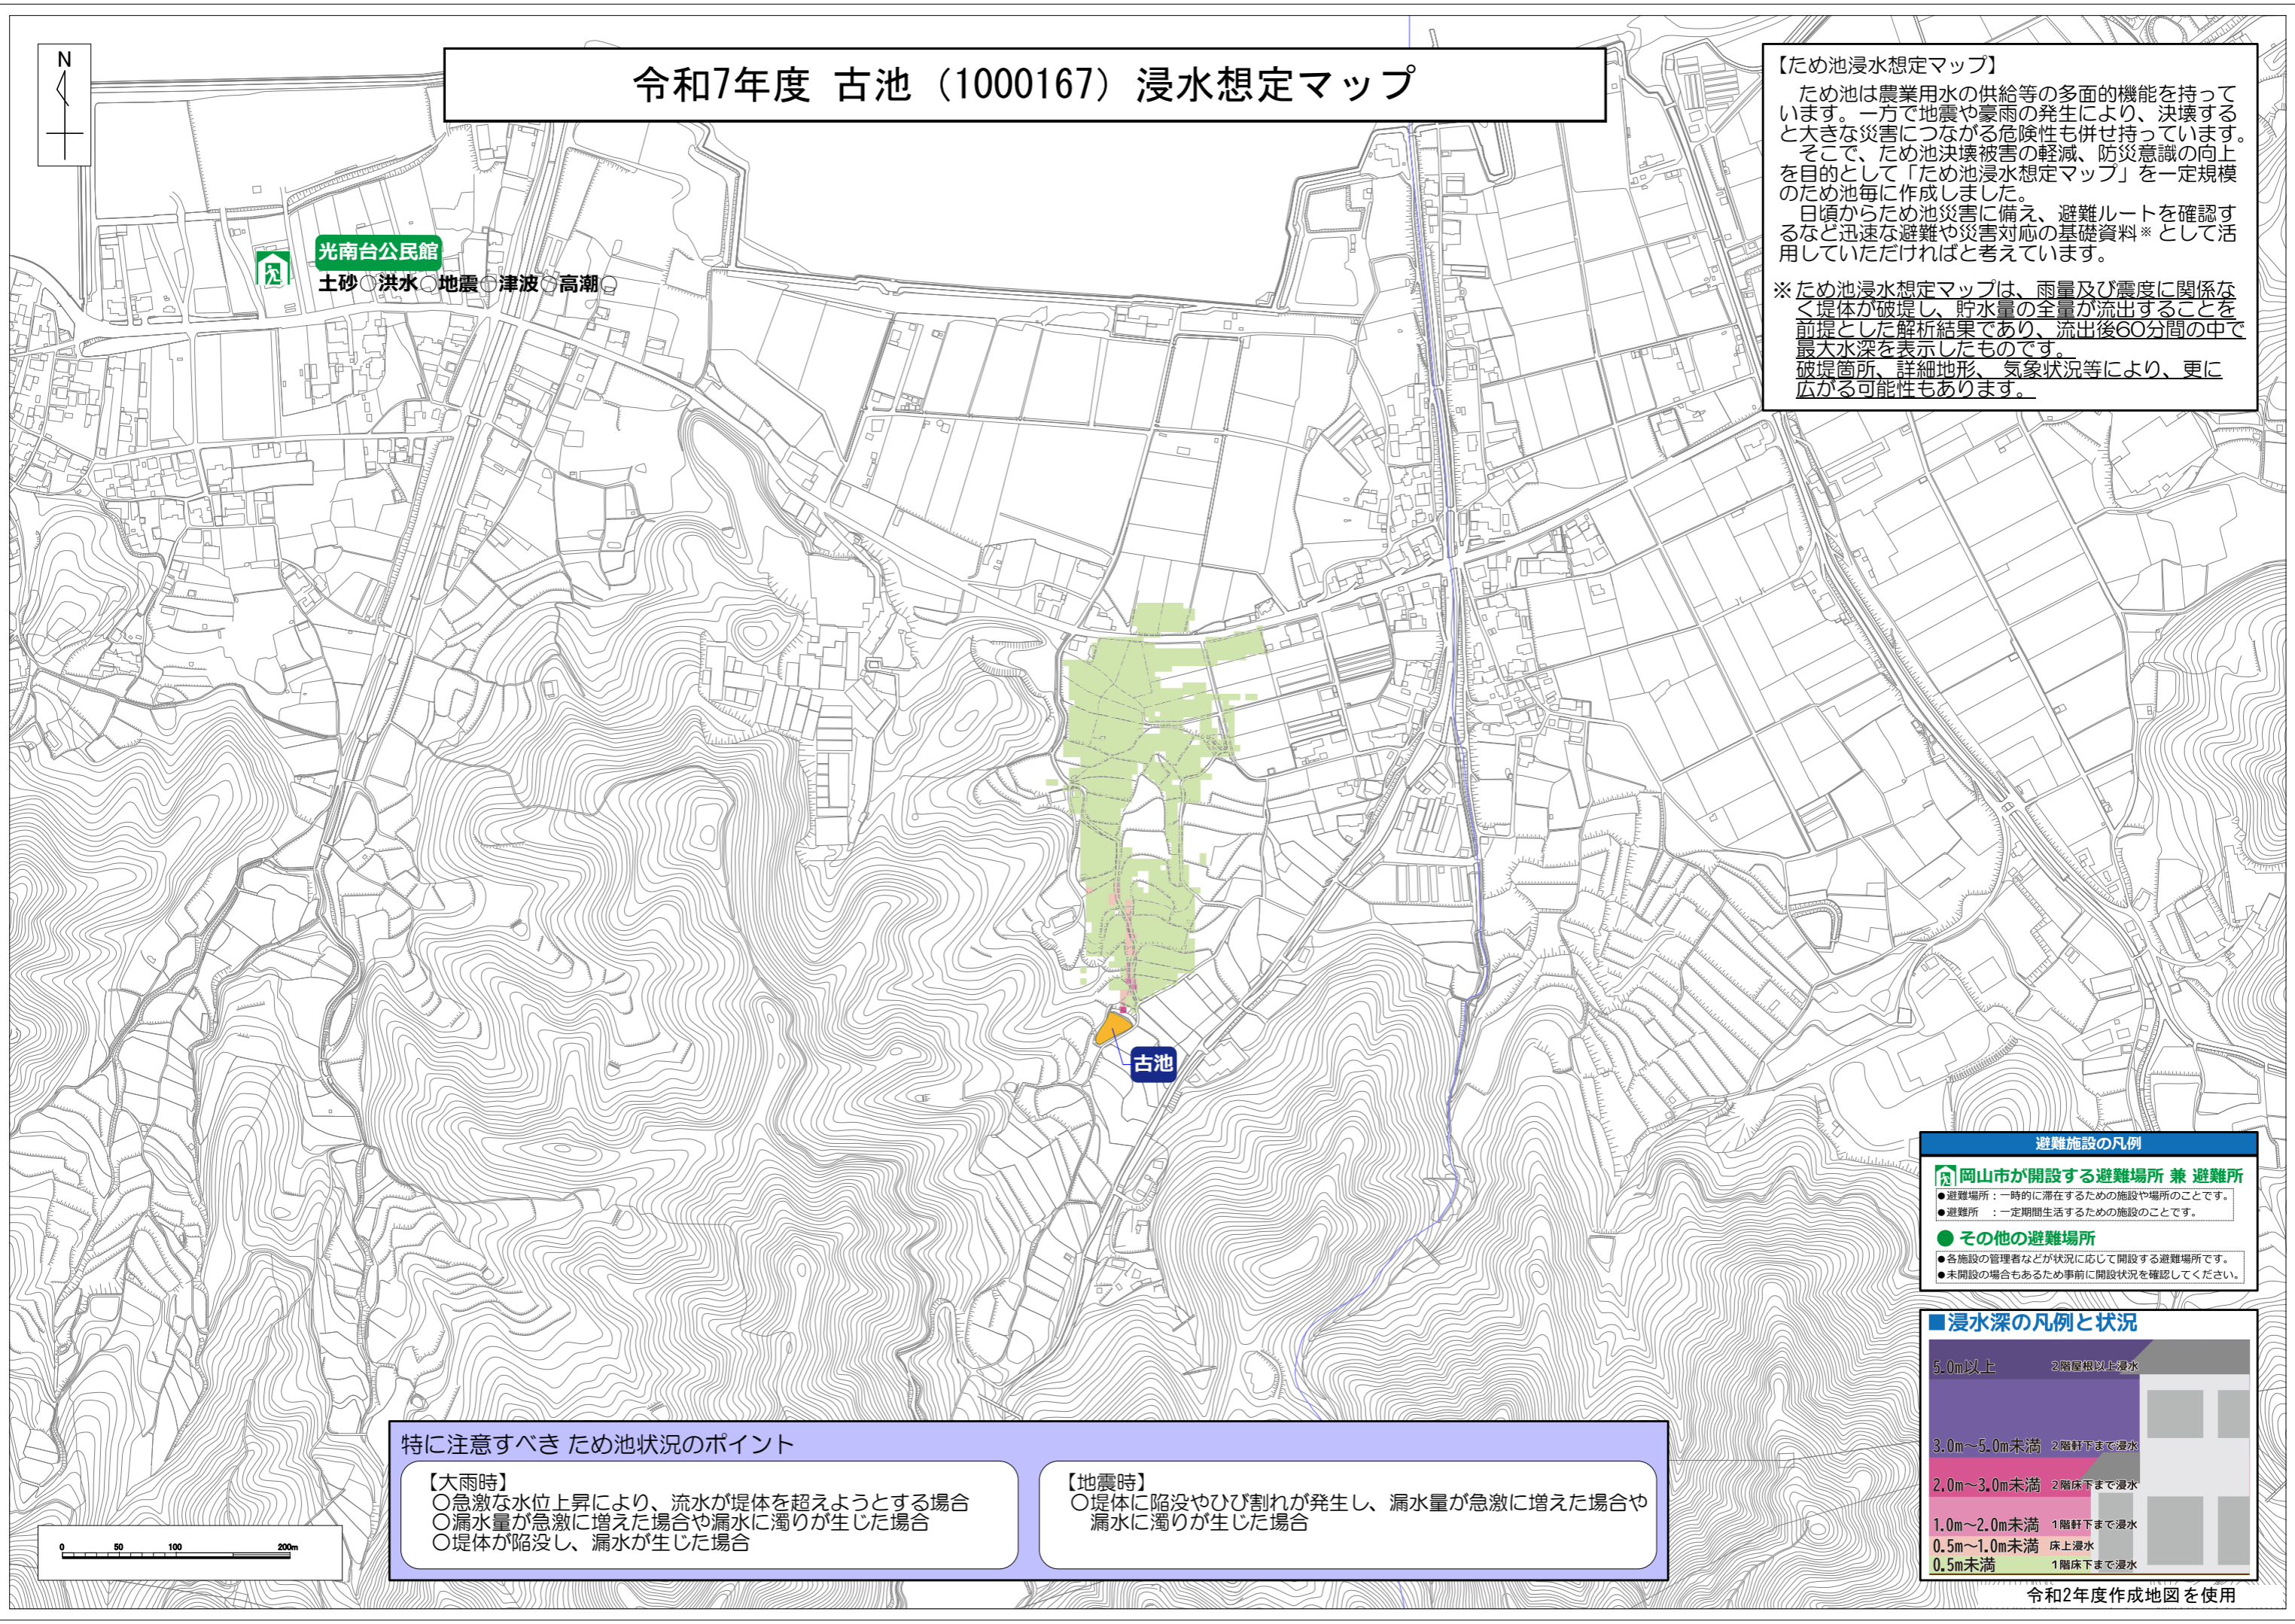 N
令和7年度 古池（1000167）浸水想定マップ
【ため池浸水想定マップ】
ため池は農業用水の供給等の多面的機能を持って
います。一方で地震や豪雨の発生により、決壊する
と大きな災害につながる危険性も併せ持っています。
そこで、ため池決壊被害の軽減、防災意識の向上
を目的として「ため池浸水想定マップ」を一定規模
のため池毎に作成しました。
日頃からため池災害に備え、避難ルートを確認す
るなど迅速な避難や災害対応の基礎資料※として活
用していただければと考えています。
※ため池浸水想定マップは、雨量及び震度に関係な
く堤体が破堤し、貯水量の全量が流出することを
前提とした解析結果であり、流出後60分間の中で
最大水深を表示したものです。
破堤箇所、詳細地形、 気象状況等により、更に
広がる可能性もあります。
光南台公民館
土砂○洪水○地震○津波○高潮○
古池
避難施設の凡例
岡山市が開設する避難場所 兼 避難所
●避難場所：一時的に滞在するための施設や場所のことです。
●避難所 ：一定期間生活するための施設のことです。
● その他の避難場所
●各施設の管理者などが状況に応じて開設する避難場所です。
●未開設の場合もあるため事前に開設状況を確認してください。
■浸水深の凡例と状況
5.0m以上 2階屋根以上浸水
3.0m～5.0m未満 2階軒下まで浸水
2.0m～3.0m未満 2階床下まで浸水
1.0m～2.0m未満 1階軒下まで浸水
0.5m～1.0m未満 床上浸水
0.5m未満 1階床下まで浸水
令和2年度作成地図を使用
特に注意すべき ため池状況のポイント
【大雨時】
○急激な水位上昇により、流水が堤体を超えようとする場合
○漏水量が急激に増えた場合や漏水に濁りが生じた場合
○堤体が陥没し、漏水が生じた場合
【地震時】
○堤体に陥没やひび割れが発生し、漏水量が急激に増えた場合や
漏水に濁りが生じた場合
0 50 100 200m